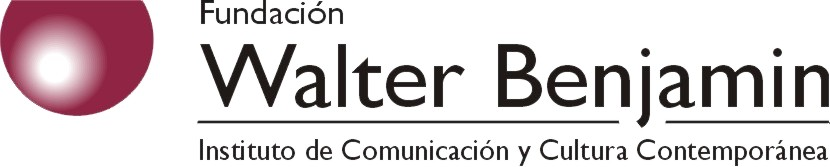 Fundación
Walter Benjamin
Instituto de Comunicación y Cultura Contemporánea